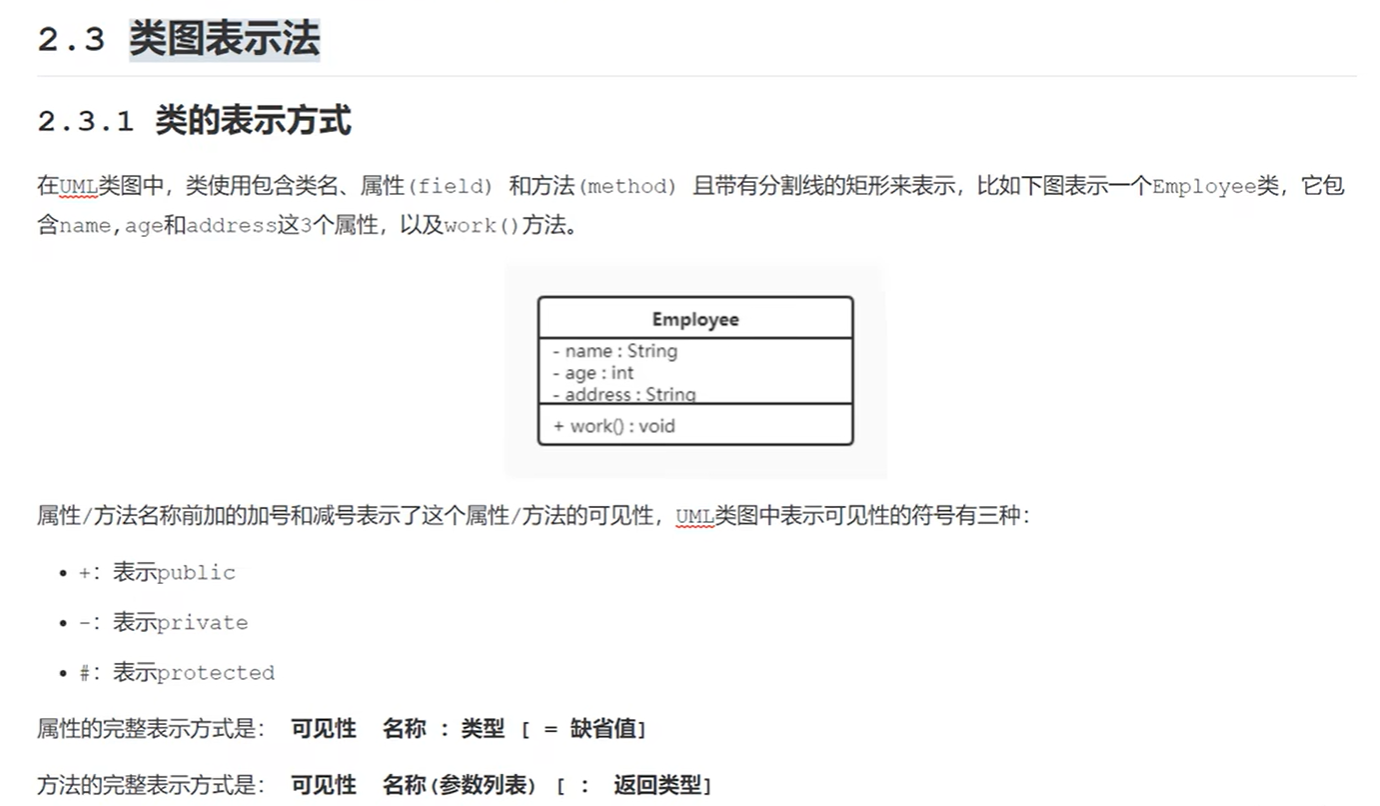 2.3 类图表示法
2.3.1 类的表示方式
在UML类图中，类使用包含类名、属性(field) 和方法(method) 且带有分割线的矩形来表示，比如下图表示一个Employee类，它包
含name,age和address这3个属性，以及work()方法。
Employee
- name : String
- age : int
- address : String
+ work() : void
属性/方法名称前加的加号和减号表示了这个属性/方法的可见性，UML类图中表示可见性的符号有三种：
• +：表示public
• -：表示private
• #：表示protected
属性的完整表示方式是： 可见性 名称 ：类型 [ = 缺省值]
方法的完整表示方式是： 可见性 名称(参数列表) [ ： 返回类型]